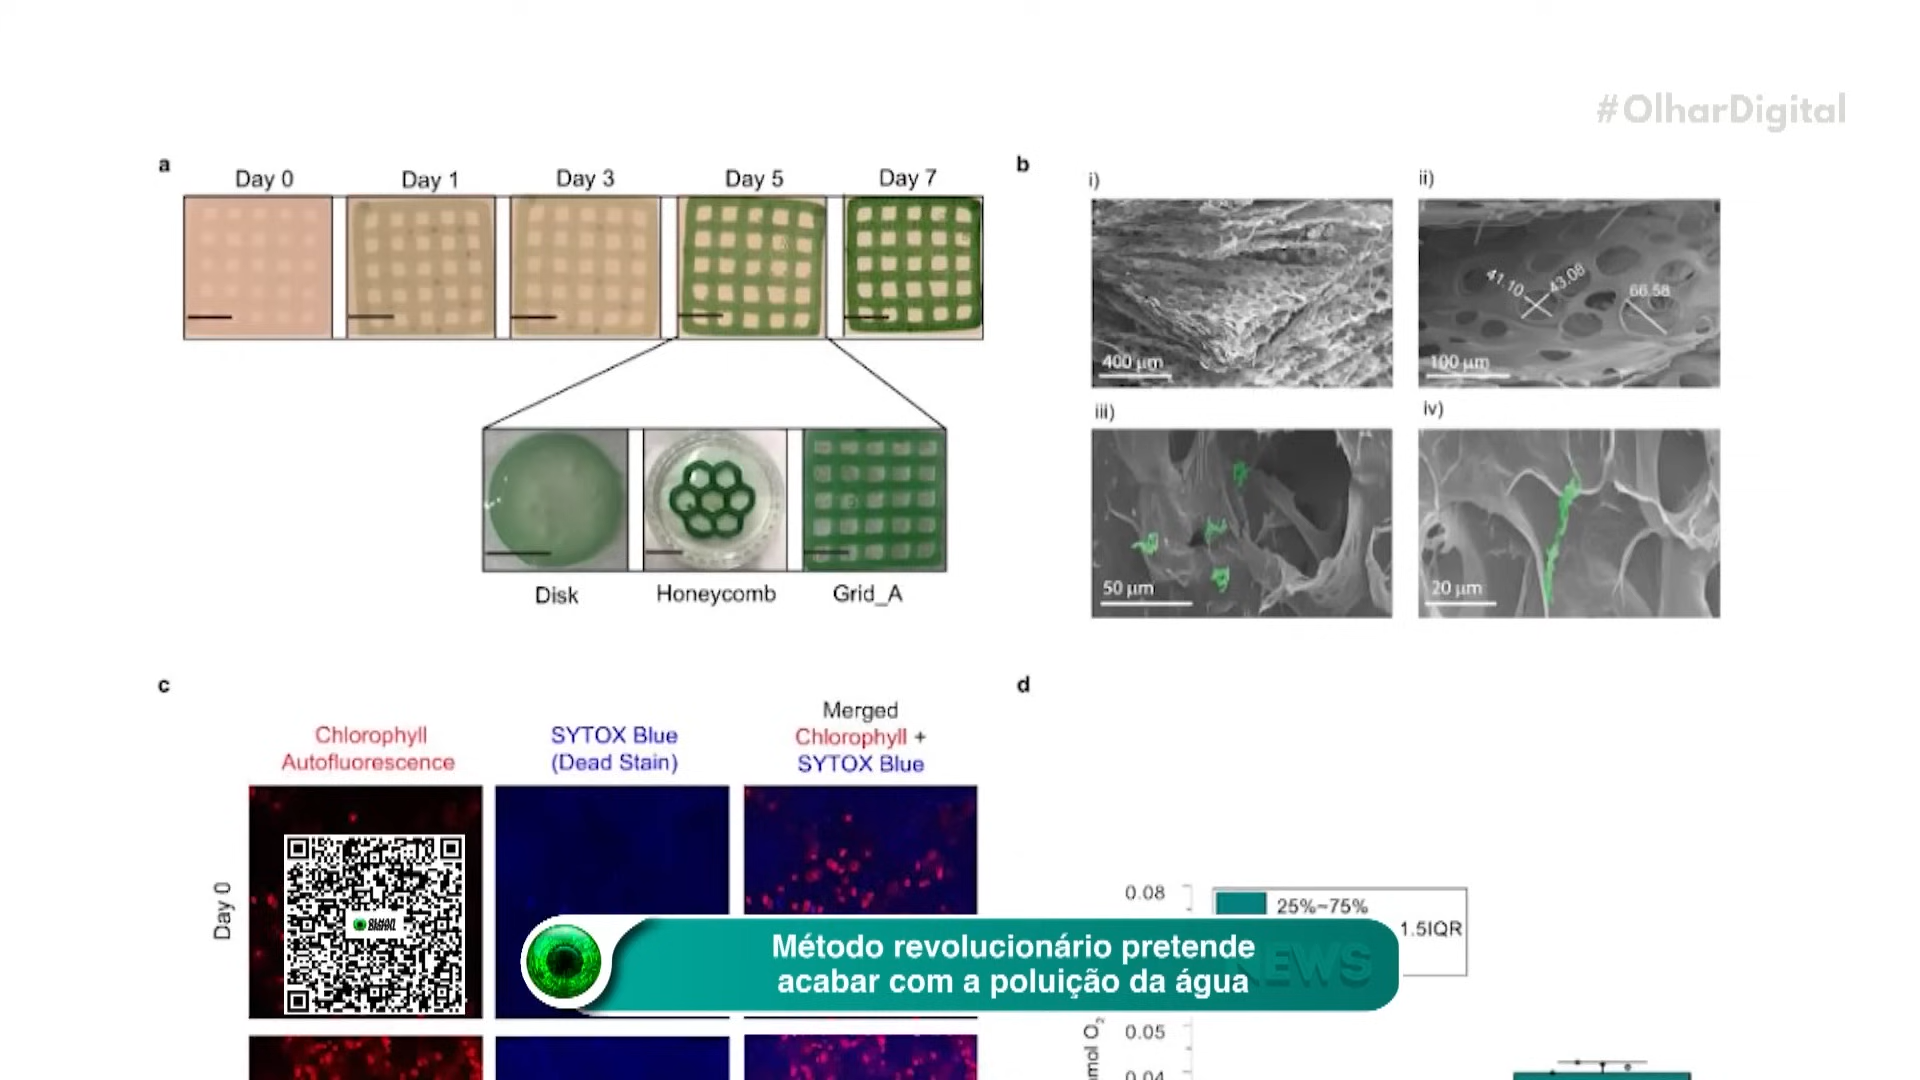 #OlharDigital
a
Day 0
Day 1
Day 3
Day 5
Day 7
Disk
Honeycomb
Grid_A
b
i)
400 µm
ii)
41.10
43.08
66.58
100 µm
iii)
50 µm
iv)
20 µm
c
Chlorophyll
Autofluorescence
SYTOX Blue
(Dead Stain)
Merged
Chlorophyll +
SYTOX Blue
Day 0
d
0.08
25%~75%
1.5IQR
NEWS
Método revolucionário pretende
acabar com a poluição da água
0.05
0.04
mol O₂